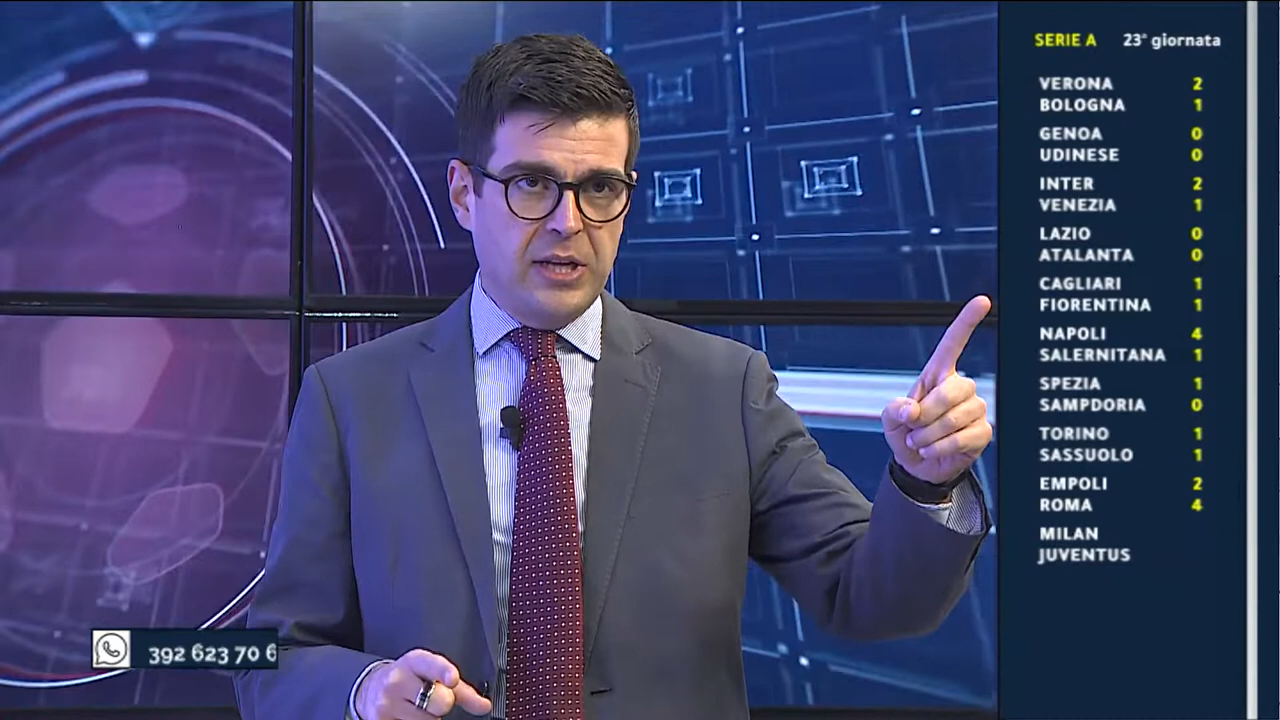 SERIE A 23ª giornata
VERONA 2
BOLOGNA 1
GENOA 0
UDINESE 0
INTER 2
VENEZIA 1
LAZIO 0
ATALANTA 0
CAGLIARI 1
FIORENTINA 1
NAPOLI 4
SALERNITANA 1
SPEZIA 1
SAMPDORIA 0
TORINO 1
SASSUOLO 1
EMPOLI 2
ROMA 4
MILAN
JUVENTUS
392 623 70 6